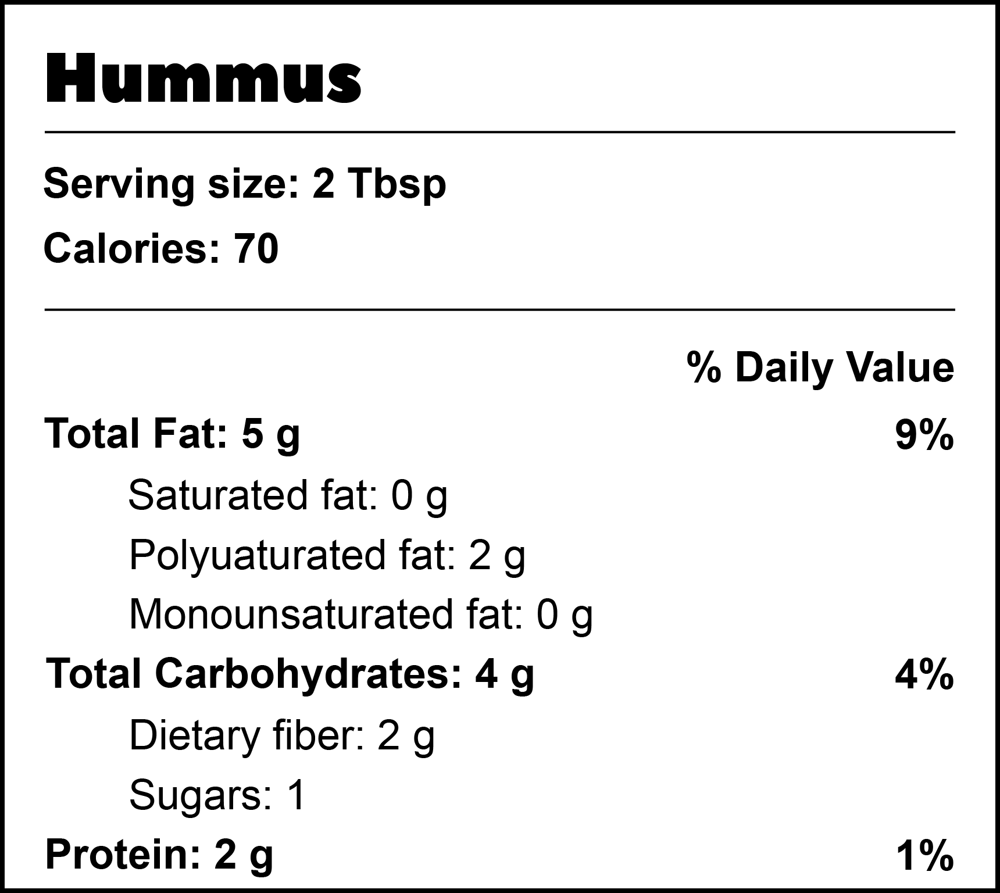 Hummus
Serving size: 2 Tbsp
Calories: 70
% Daily Value
Total Fat: 5 g 9%
Saturated fat: 0 g
Polyuaturated fat: 2 g
Monounsaturated fat: 0 g
Total Carbohydrates: 4 g 4%
Dietary fiber: 2 g
Sugars: 1
Protein: 2 g 1%